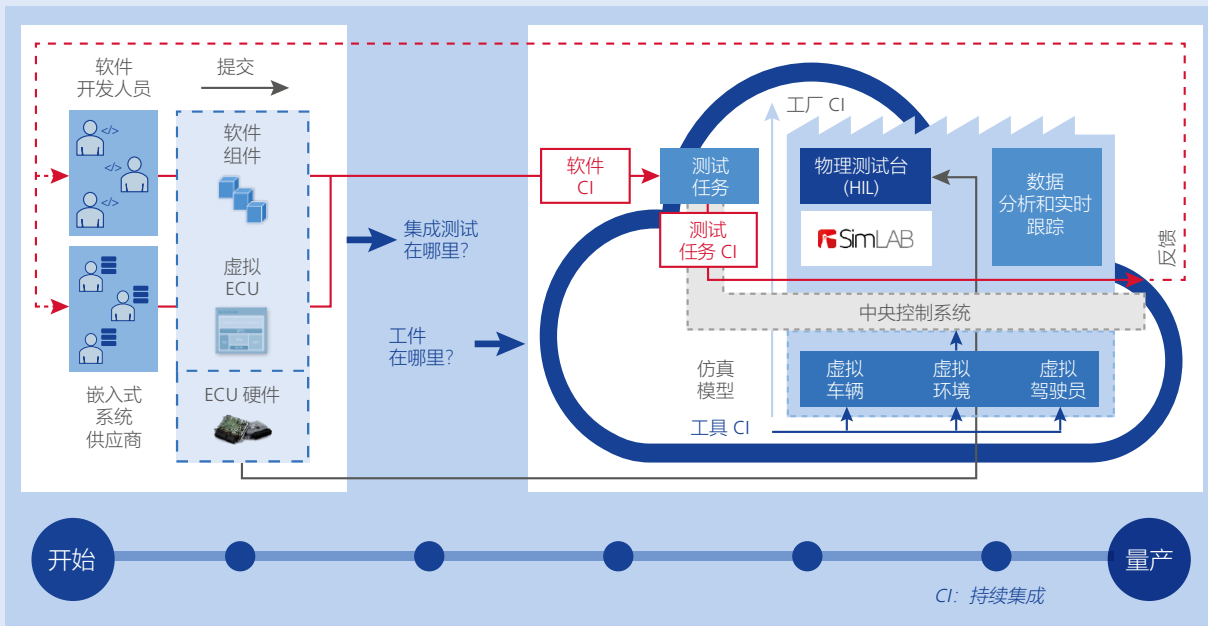 软件
开发人员
提交
</>
</>
</>
软件
组件
虚拟
ECU
ECU 硬件
嵌入式
系统
供应商
集成测试
在哪里？
工件
在哪里？
软件
CI
测试
任务
测试
任务 CI
工厂 CI
物理测试台
(HIL)
SimLAB
数据
分析和实时
跟踪
反馈
中央控制系统
仿真
模型
虚拟
车辆
虚拟
环境
虚拟
驾驶员
工具 CI
开始
量产
CI：持续集成